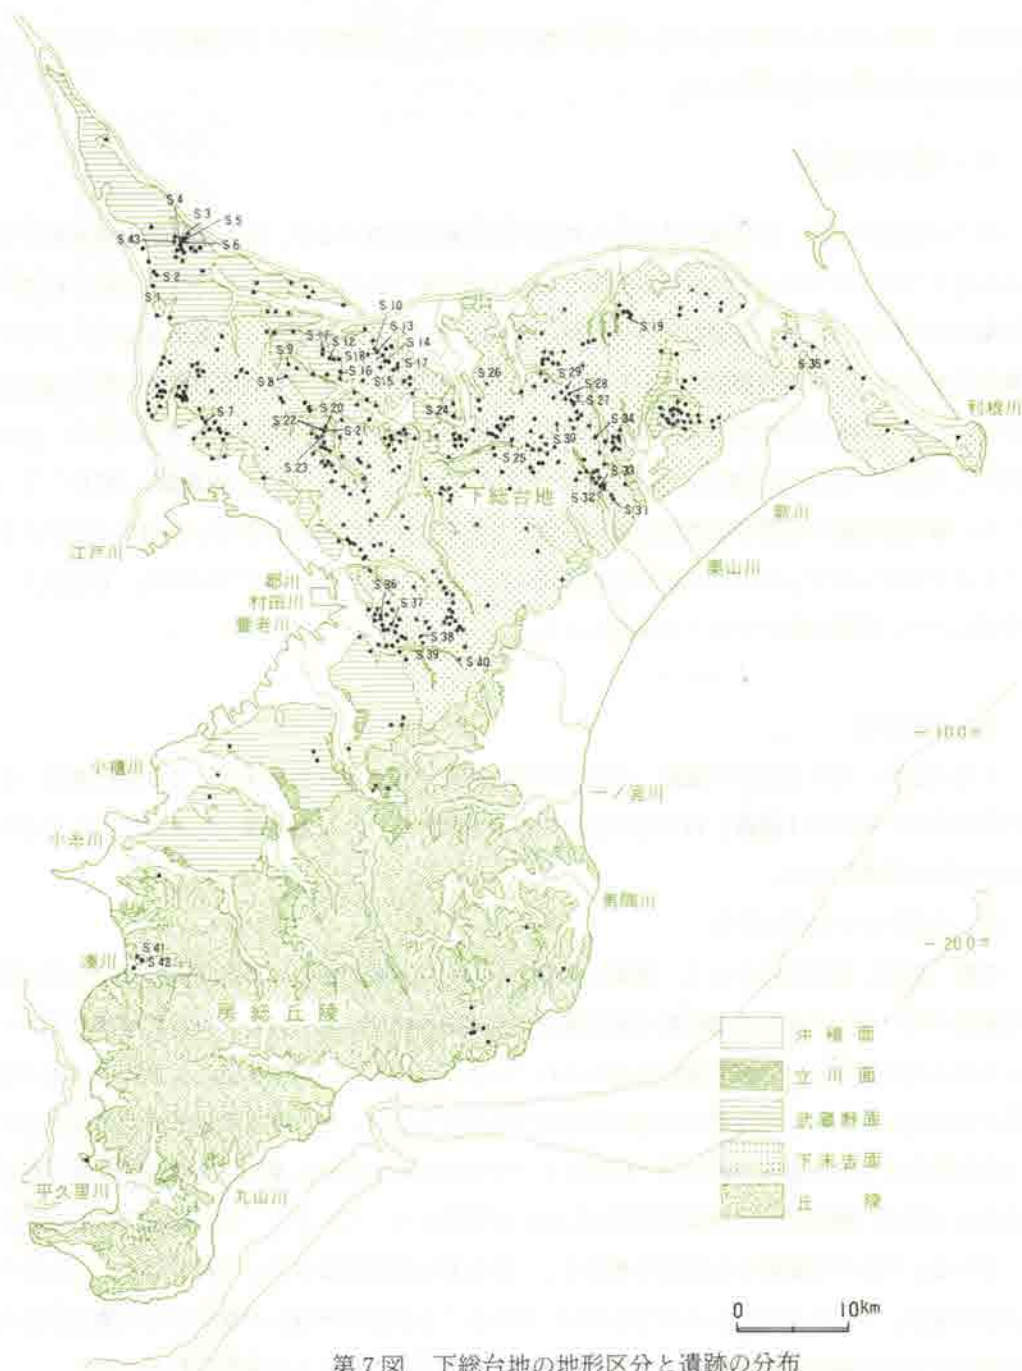 S 4
S 3
S 5
S 43
S 6
S 2
S 1
S 10
S 13
S 11
S 12
S 14
S 9
S 18
S 17
S 8
S 16
S 15
S 19
S 26
S 29
S 28
S 27
S 35
S 7
S 22
S 20
S 21
S 24
S 34
S 30
S 23
S 25
S 33
S 32
S 31
利根川
下総台地
新川
栗山川
江戸川
都川
村田川
養老川
S 36
S 37
S 38
S 39
S 40
-100m
小櫃川
一ノ宮川
小糸川
夷隅川
-200m
S 41
S 42
湊川
房総丘陵
沖積面
立川面
武蔵野面
下末吉面
丘陵
平久里川
丸山川
0 10km
第7図 下総台地の地形区分と遺跡の分布